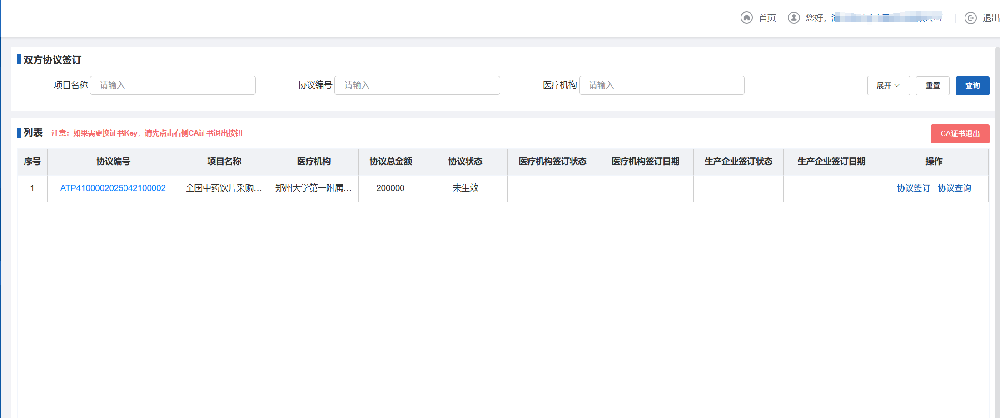 首页 您好, 退出
双方协议签订
项目名称 请输入 协议编号 请输入 医疗机构 请输入 展开 重置 查询
列表 注意：如果需更换证书Key，请先点击右侧CA证书退出按钮 CA证书退出
序号 协议编号 项目名称 医疗机构 协议总金额 协议状态 医疗机构签订状态 医疗机构签订日期 生产企业签订状态 生产企业签订日期 操作
1 ATP4100002025042100002 全国中药饮片采购... 郑州大学第一附属... 200000 未生效 协议签订 协议查询